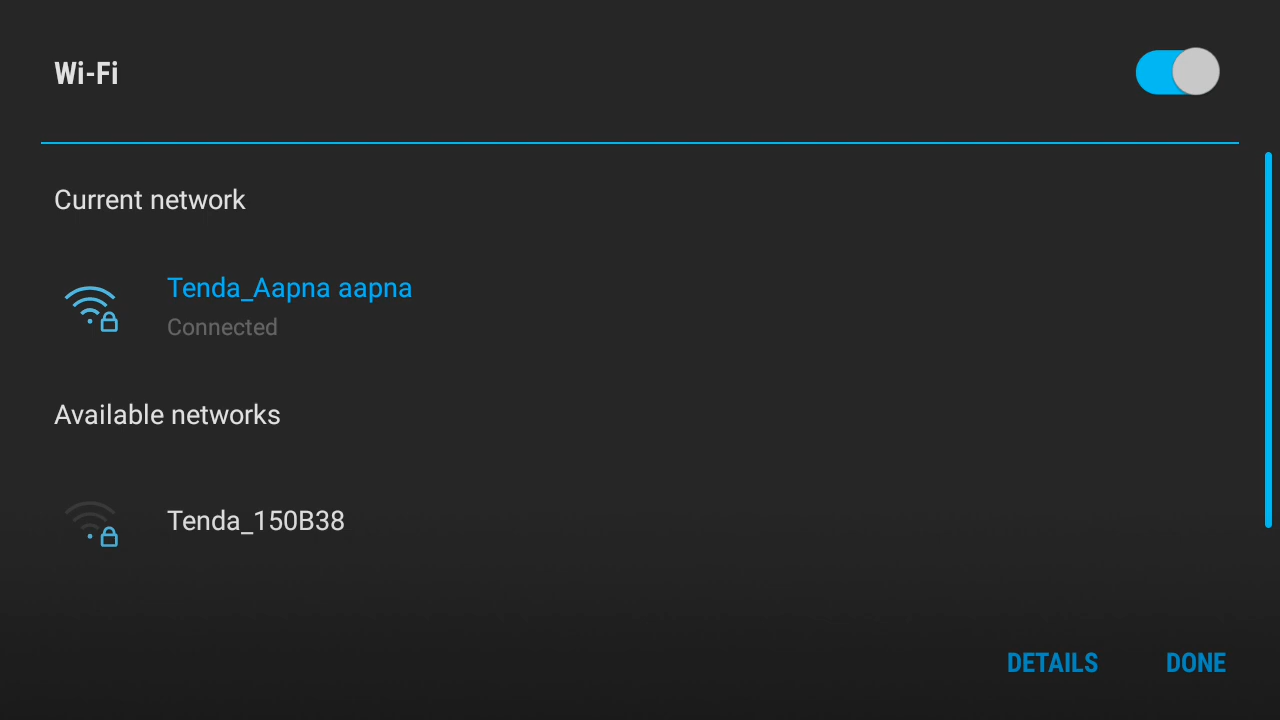 Wi-Fi
Current network
Tenda_Aapna aapna
Connected
Available networks
Tenda_150B38
DETAILS DONE